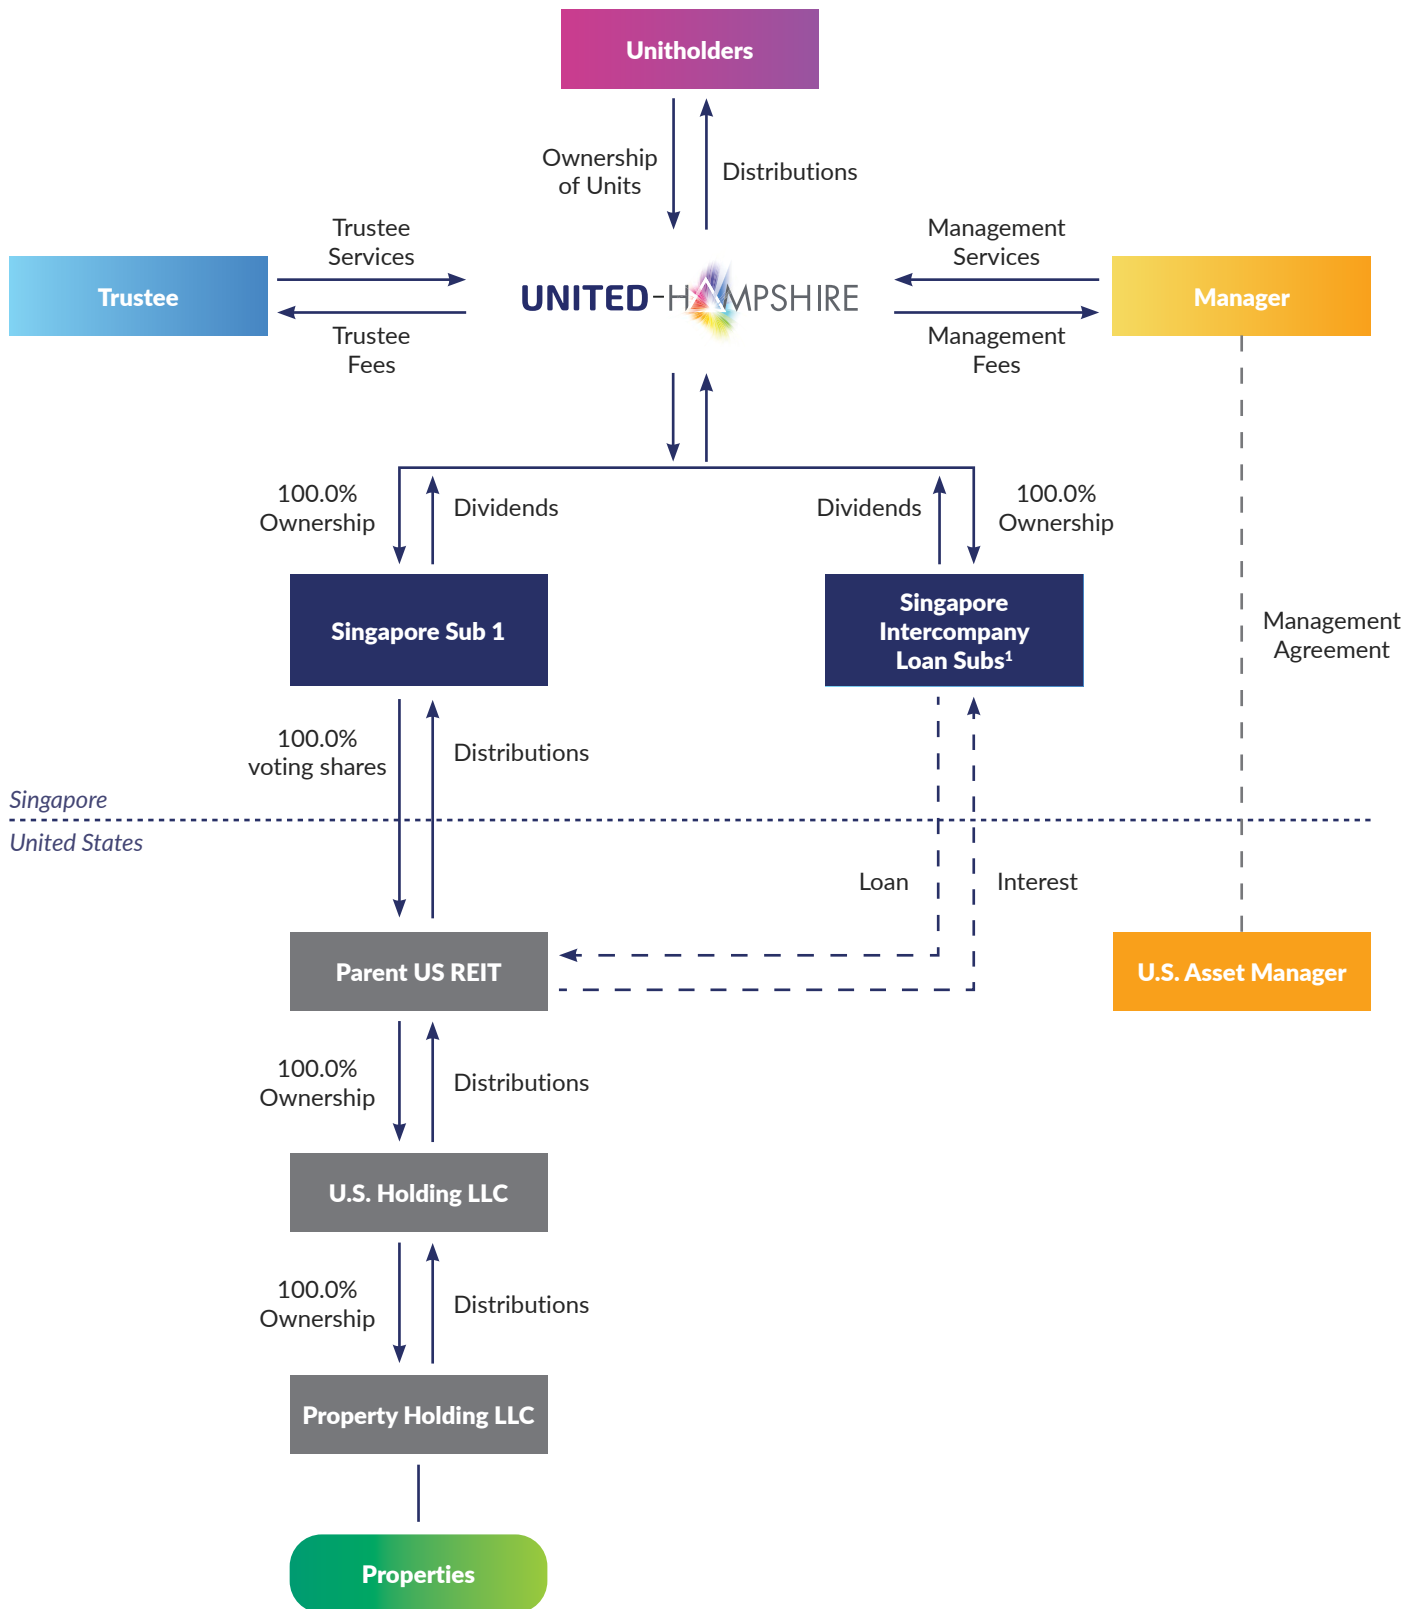 Unitholders
Ownership
of Units
Distributions
Trustee
Services
Management
Services
Trustee
UNITED-HAMPSHIRE
Manager
Trustee
Fees
Management
Fees
100.0%
Ownership
Dividends
Dividends
100.0%
Ownership
Singapore Sub 1
Singapore
Intercompany
Loan Subs¹
Management
Agreement
100.0%
voting shares
Distributions
Singapore
United States
Loan
Interest
Parent US REIT
U.S. Asset Manager
100.0%
Ownership
Distributions
U.S. Holding LLC
100.0%
Ownership
Distributions
Property Holding LLC
Properties